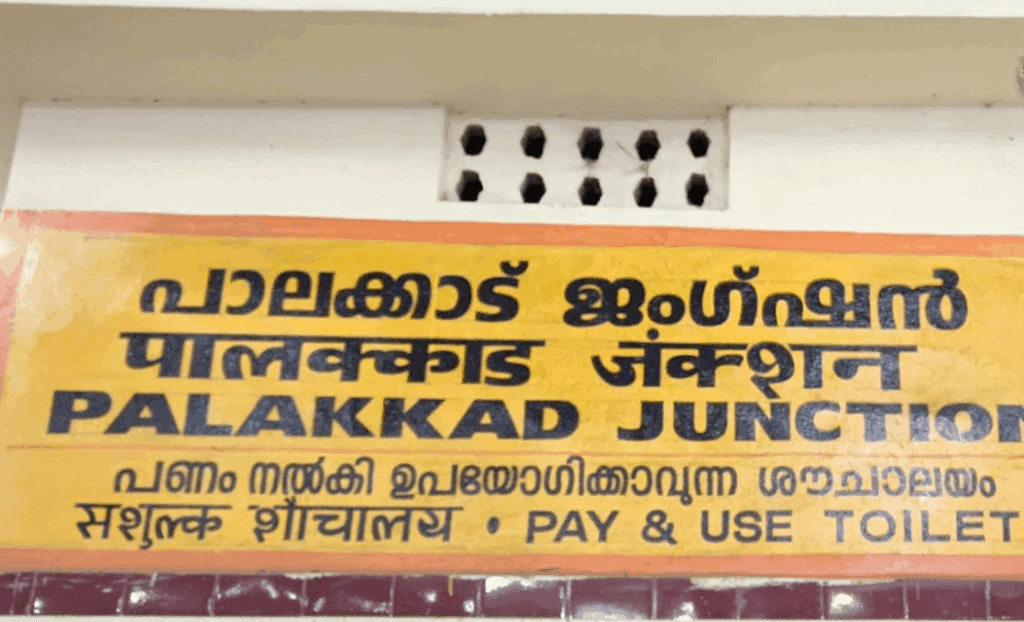 പാലക്കാട് ജംഗ്ഷൻ
पालक्काड जंक्शन
PALAKKAD JUNCTION
പണം നൽകി ഉപയോഗിക്കാവുന്ന ശൗചാലയം
सशुल्क शौचालय • PAY & USE TOILET